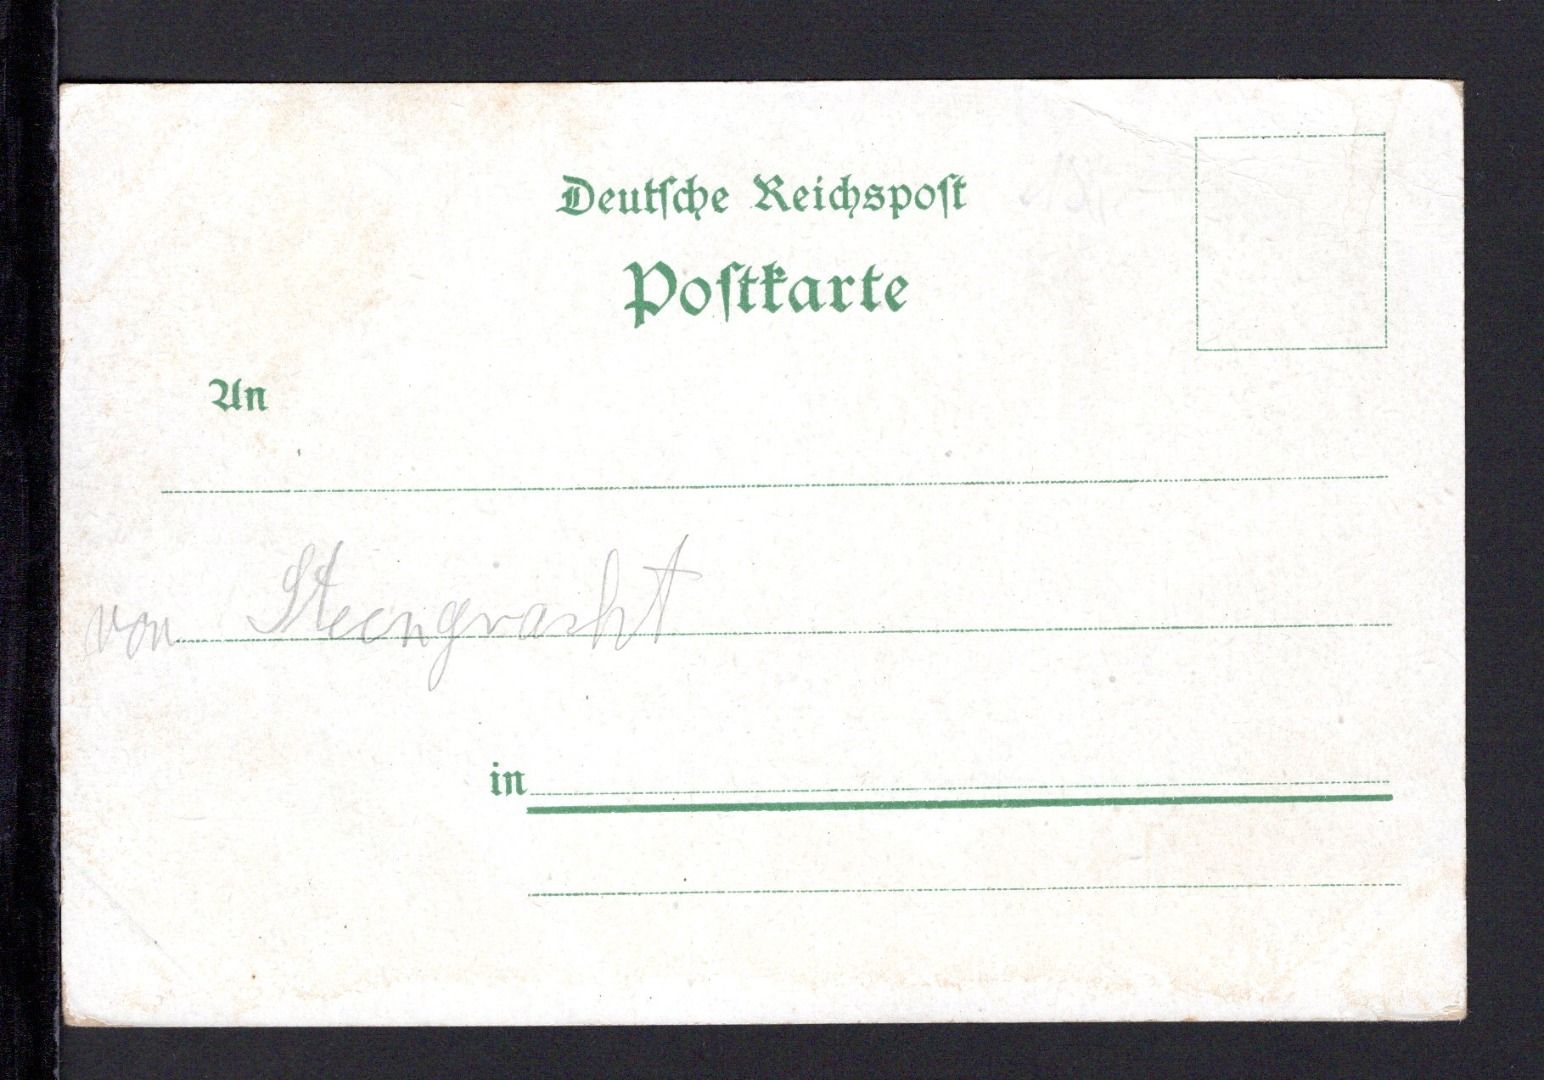 Deutsche Reichspost
Postkarte
An
von Steengracht
in